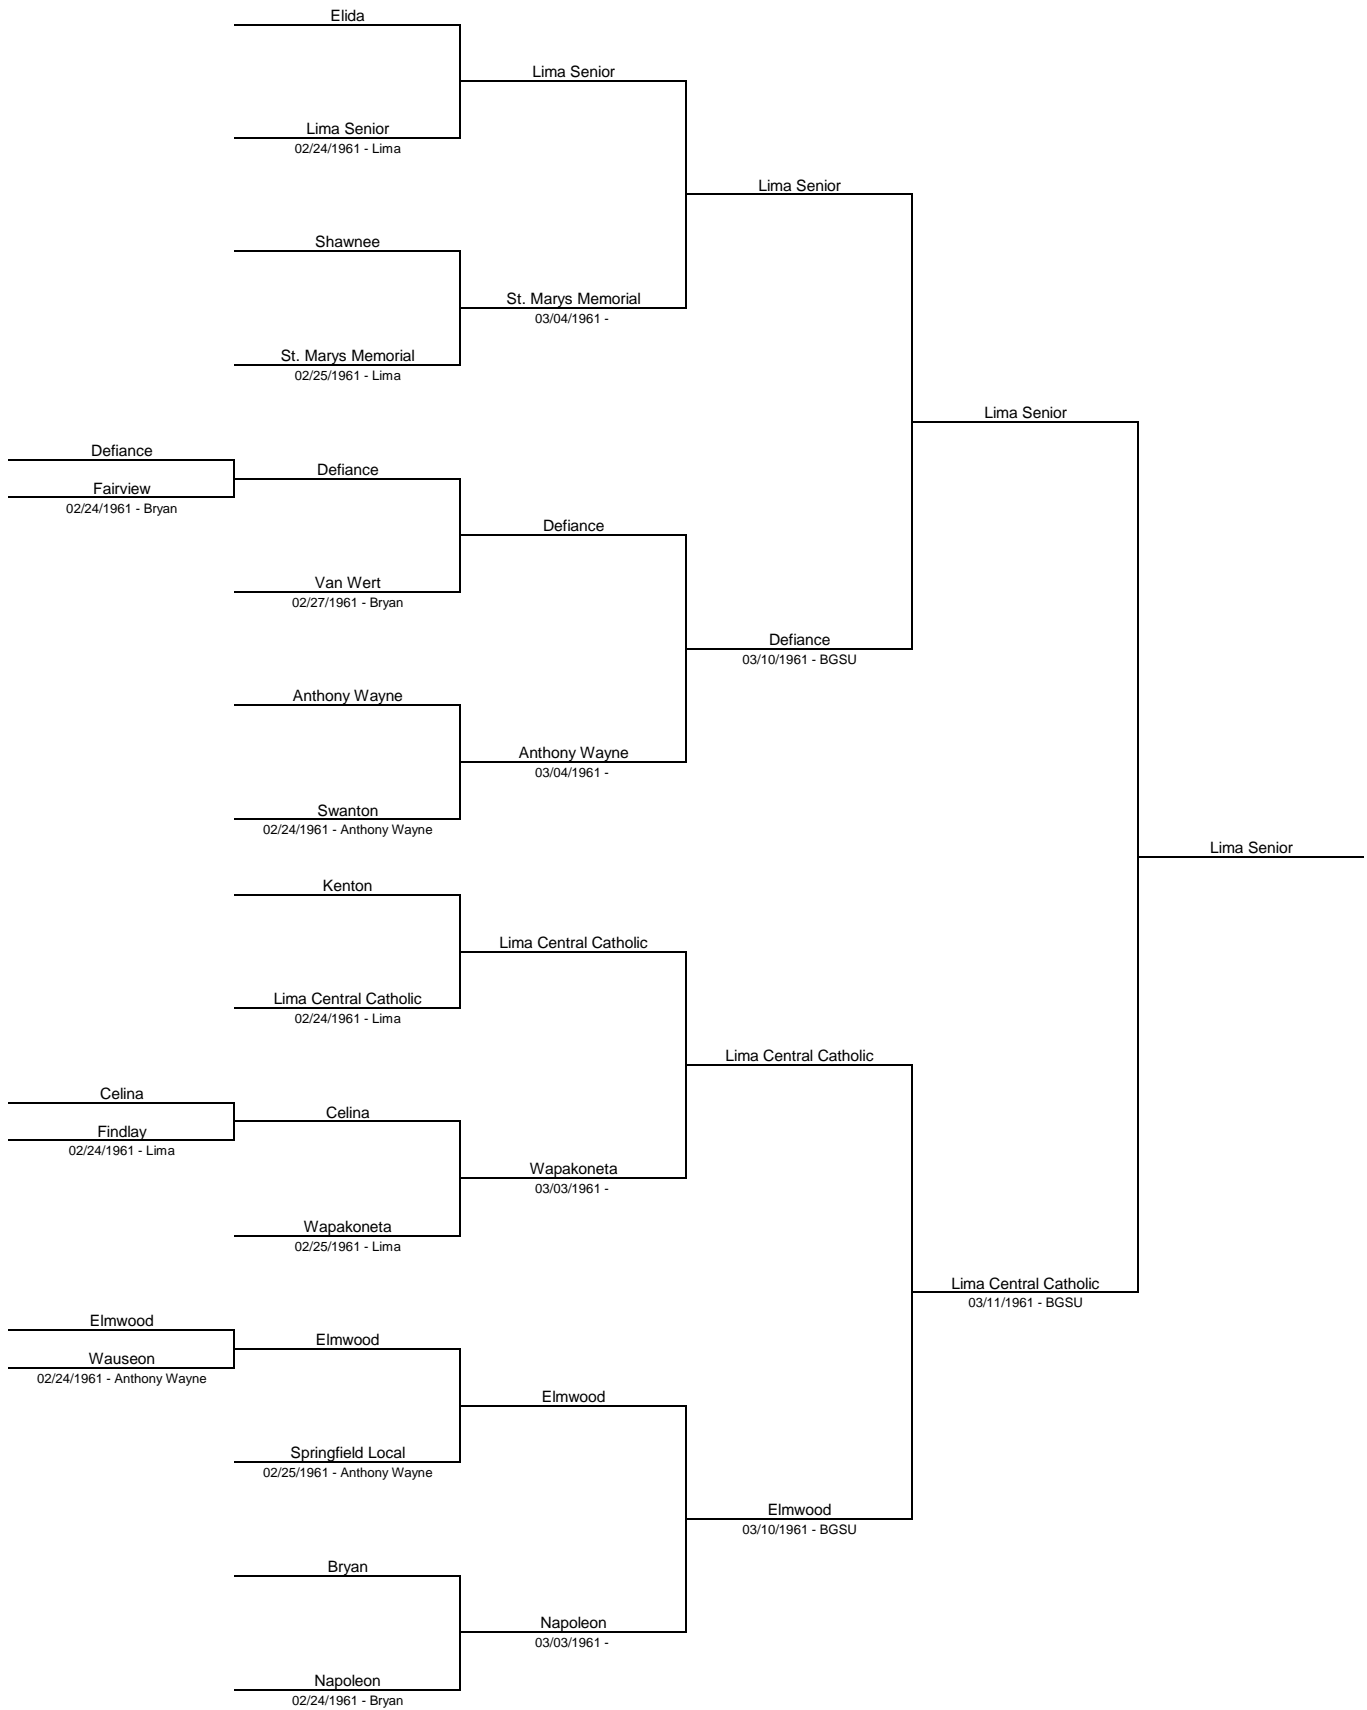 Elida
Lima Senior
Lima Senior
02/24/1961 - Lima
Lima Senior
Shawnee
St. Marys Memorial
03/04/1961 -
St. Marys Memorial
02/25/1961 - Lima
Lima Senior
Defiance
Defiance
Fairview
02/24/1961 - Bryan
Defiance
Van Wert
02/27/1961 - Bryan
Defiance
03/10/1961 - BGSU
Anthony Wayne
Anthony Wayne
03/04/1961 -
Swanton
02/24/1961 - Anthony Wayne
Lima Senior
Kenton
Lima Central Catholic
Lima Central Catholic
02/24/1961 - Lima
Lima Central Catholic
Celina
Celina
Findlay
02/24/1961 - Lima
Wapakoneta
03/03/1961 -
Wapakoneta
02/25/1961 - Lima
Lima Central Catholic
03/11/1961 - BGSU
Elmwood
Elmwood
Wauseon
02/24/1961 - Anthony Wayne
Elmwood
Springfield Local
02/25/1961 - Anthony Wayne
Elmwood
03/10/1961 - BGSU
Bryan
Napoleon
03/03/1961 -
Napoleon
02/24/1961 - Bryan